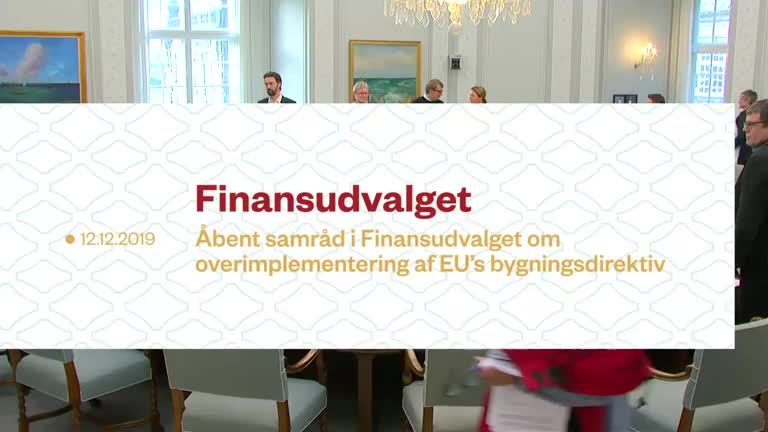 Finansudvalget
12.12.2019
Åbent samråd i Finansudvalget om
overimplementering af EU's bygningsdirektiv